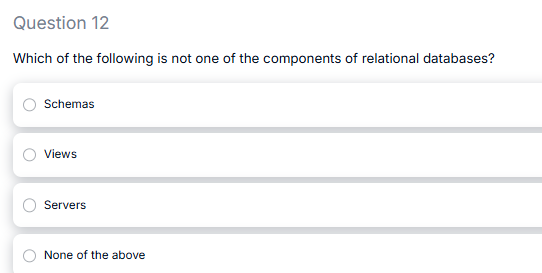 Question 12
Which of the following is not one of the components of relational databases?
Schemas
Views
Servers
None of the above